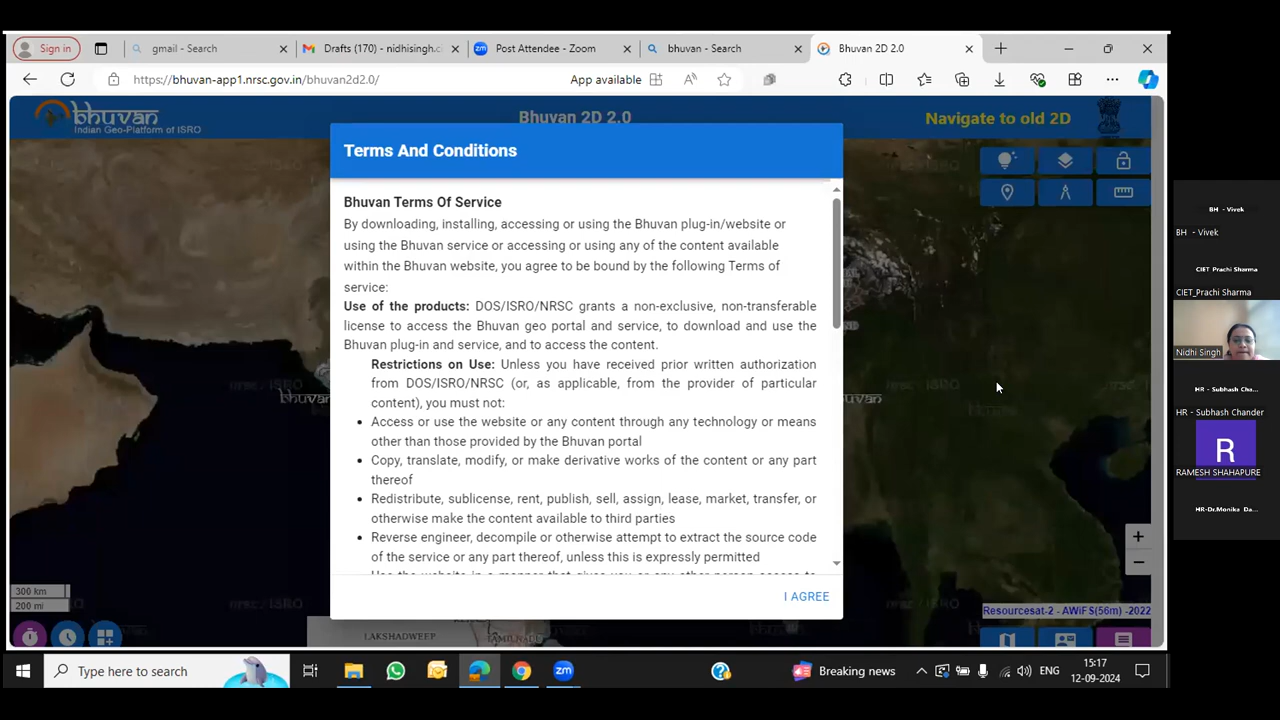 Sign in
gmail - Search
Drafts (170) - nidhisingh.c
Post Attendee - Zoom
bhuvan - Search
Bhuvan 2D 2.0
https://bhuvan-app1.nrsc.gov.in/bhuvan2d2.0/
App available
bhuvan
Indian Geo-Platform of ISRO
Bhuvan 2D 2.0
Navigate to old 2D
Terms And Conditions
Bhuvan Terms Of Service
By downloading, installing, accessing or using the Bhuvan plug-in/website or
using the Bhuvan service or accessing or using any of the content available
within the Bhuvan website, you agree to be bound by the following Terms of
service:
Use of the products: DOS/ISRO/NRSC grants a non-exclusive, non-transferable
license to access the Bhuvan geo portal and service, to download and use the
Bhuvan plug-in and service, and to access the content.
Restrictions on Use: Unless you have received prior written authorization
from DOS/ISRO/NRSC (or, as applicable, from the provider of particular
content), you must not:
• Access or use the website or any content through any technology or means
other than those provided by the Bhuvan portal
• Copy, translate, modify, or make derivative works of the content or any part
thereof
• Redistribute, sublicense, rent, publish, sell, assign, lease, market, transfer, or
otherwise make the content available to third parties
• Reverse engineer, decompile or otherwise attempt to extract the source code
of the service or any part thereof, unless this is expressly permitted
I AGREE
300 km
200 mi
LAKSHADWEEP
TAMILNADU
Resourcesat-2 - AWiFS(56m) -2022
BH - Vivek
BH - Vivek
CIET Prachi Sharma
CIET_Prachi Sharma
Nidhi Singh
HR - Subhash Cha...
HR - Subhash Chander
R
RAMESH SHAHAPURE
HR-Dr.Monika Da...
Type here to search
Breaking news
ENG
15:17
12-09-2024